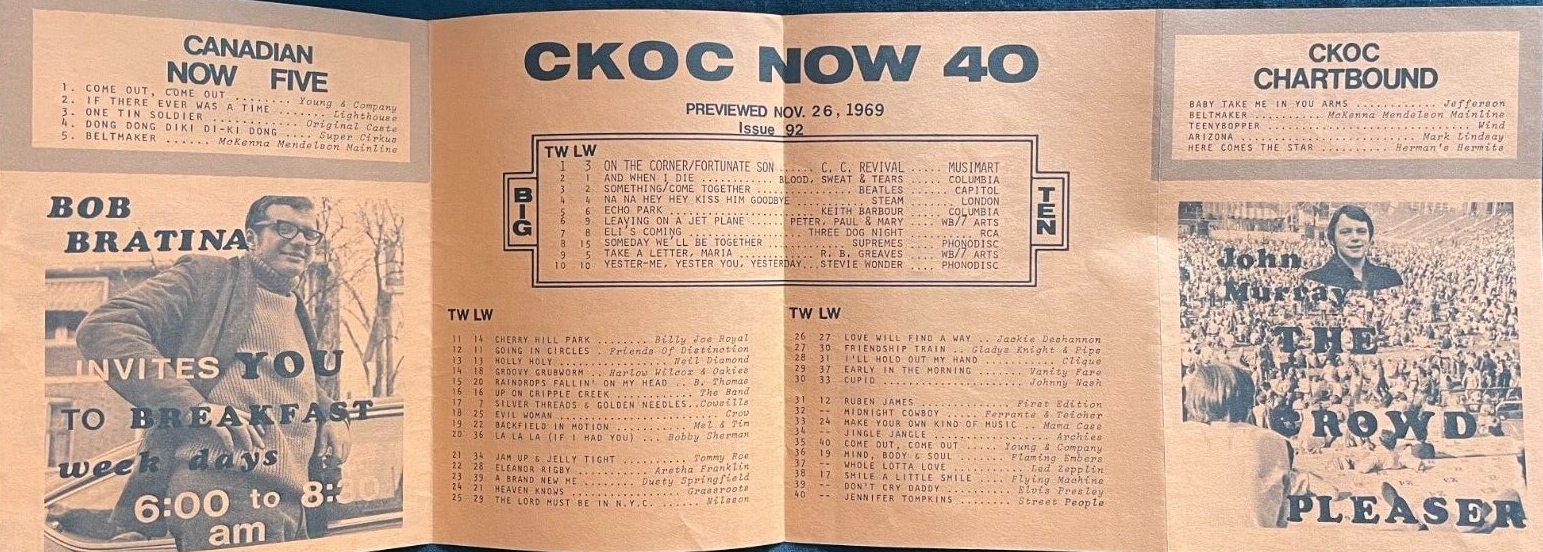 CANADIAN
NOW FIVE
1. COME OUT, COME OUT ........ Young & Company
2. IF THERE EVER WAS A TIME ....... Lighthouse
3. ONE TIN SOLDIER ........ Original Caste
4. DONG DONG DIKI DI-KI DONG ..... Super Cirkus
5. BELTMAKER ...... McKenna Mendelson Mainline
BOB
BRATINA
INVITES YOU
TO BREAKFAST
week days
6:00 to 8:30
am
CKOC NOW 40
PREVIEWED NOV. 26, 1969
Issue 92
BIG
TEN
TW LW
1 3 ON THE CORNER/FORTUNATE SON ..... C. C. REVIVAL ..... MUSIMART
2 1 AND WHEN I DIE ............ BLOOD, SWEAT & TEARS ..... COLUMBIA
3 2 SOMETHING/COME TOGETHER ............... BEATLES ..... CAPITOL
4 4 NA NA HEY HEY KISS HIM GOODBYE ........... STEAM ..... LONDON
5 6 ECHO PARK ....................... KEITH BARBOUR ..... COLUMBIA
6 9 LEAVING ON A JET PLANE ...... PETER, PAUL & MARY .... WB// ARTS
7 8 ELI'S COMING ................ THREE DOG NIGHT ...... RCA
8 15 SOMEDAY WE'LL BE TOGETHER ............ SUPREMES .... PHONODISC
9 5 TAKE A LETTER, MARIA ............ R. B. GREAVES .... WB// ARTS
10 10 YESTER-ME, YESTER YOU, YESTERDAY...STEVIE WONDER .... PHONODISC
TW LW
11 14 CHERRY HILL PARK ........ Billy Joe Royal
12 11 GOING IN CIRCLES . Friends Of Distinction
13 13 HOLLY HOLY ................ Neil Diamond
14 18 GROOVY GRUBWORM .. Harlow Wilcox & Oakies
15 20 RAINDROPS FALLIN' ON MY HEAD .. B. Thomas
16 16 UP ON CRIPPLE CREEK ............ The Band
17 7 SILVER THREADS & GOLDEN NEEDLES..Cowsills
18 25 EVIL WOMAN ......................... Crow
19 22 BACKFIELD IN MOTION ........... Mel & Tim
20 36 LA LA LA (IF I HAD YOU) ... Bobby Sherman
21 34 JAM UP & JELLY TIGHT .......... Tommy Roe
22 28 ELEANOR RIGBY ........... Aretha Franklin
23 39 A BRAND NEW ME ........ Dusty Springfield
24 21 HEAVEN KNOWS ................. Grassroots
25 29 THE LORD MUST BE IN N.Y.C. ...... Nilsson
TW LW
26 27 LOVE WILL FIND A WAY .. Jackie Deshannon
27 30 FRIENDSHIP TRAIN .. Gladys Knight & Pips
28 31 I'LL HOLD OUT MY HAND ........... Clique
29 37 EARLY IN THE MORNING ....... Vanity Fare
30 33 CUPID ...................... Johnny Nash
31 12 RUBEN JAMES .............. First Edition
32 -- MIDNIGHT COWBOY ..... Ferrante & Teicher
33 24 MAKE YOUR OWN KIND OF MUSIC .. Mama Case
34 -- JINGLE JANGLE .................. Archies
35 40 COME OUT, COME OUT ..... Young & Company
36 19 MIND, BODY & SOUL ....... Flaming Embers
37 -- WHOLE LOTTA LOVE .......... Led Zepplin
38 17 SMILE A LITTLE SMILE .... Flying Machine
39 -- DON'T CRY DADDY .......... Elvis Presley
40 -- JENNIFER TOMPKINS ........ Street People
CKOC
CHARTBOUND
BABY TAKE ME IN YOU ARMS ............ Jefferson
BELTMAKER .......... McKenna Mendelson Mainline
TEENYBOPPER .............................. Wind
ARIZONA ......................... Mark Lindsay
HERE COMES THE STAR .......... Herman's Hermits
John
Murray
THE
CROWD
PLEASER